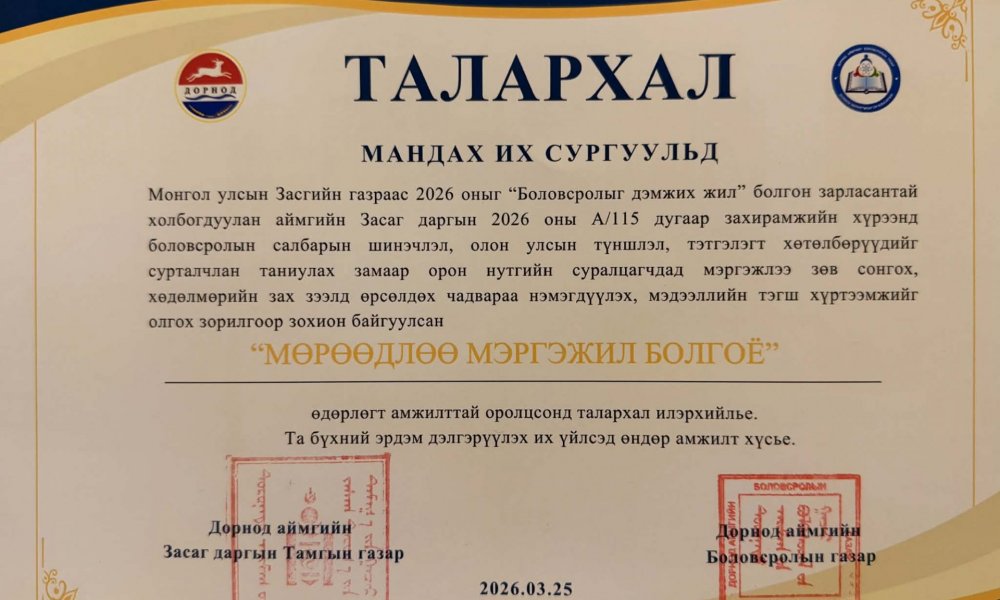 ДОРНОД
ТАЛАРХАЛ
МАНДАХ ИХ СУРГУУЛЬД
Монгол улсын Засгийн газраас 2026 оныг “Боловсролыг дэмжих жил” болгон зарласантай
холбогдуулан аймгийн Засаг даргын 2026 оны А/115 дугаар захирамжийн хүрээнд
боловсролын салбарын шинэчлэл, олон улсын түншлэл, тэтгэлэгт хөтөлбөрүүдийг
сурталчлан таниулах замаар орон нутгийн суралцагчдад мэргэжлээ зөв сонгох,
хөдөлмөрийн зах зээлд өрсөлдөх чадвараа нэмэгдүүлэх, мэдээллийн тэгш хүртээмжийг
олгох зорилгоор зохион байгуулсан
“МӨРӨӨДЛӨӨ МЭРГЭЖИЛ БОЛГОЁ”
өдөрлөгт амжилттай оролцсонд талархал илэрхийлье.
Та бүхний эрдэм дэлгэрүүлэх их үйлсэд өндөр амжилт хүсье.
Дорнод аймгийн
Засаг даргын Тамгын газар
БОЛОВСРОЛЫН
ДОРНОД АЙМГИЙН
Дорнод аймгийн
Боловсролын газар
2026.03.25